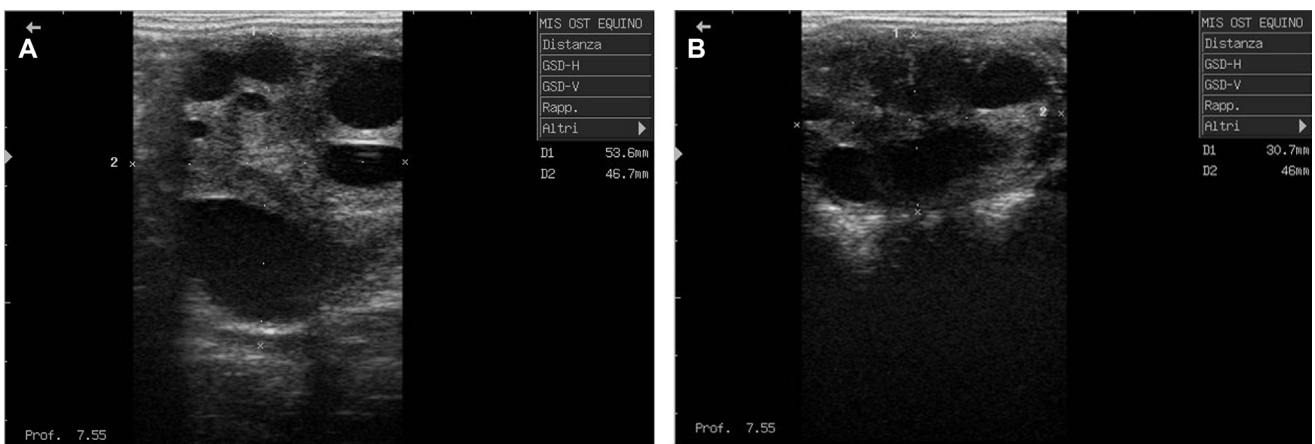 A
1
2
MIS OST EQUINO
Distanza
GSD-H
GSD-V
Rapp.
Altri
D1 53.6mm
D2 46.7mm
Prof. 7.55
B
1
2
MIS OST EQUINO
Distanza
GSD-H
GSD-V
Rapp.
Altri
D1 30.7mm
D2 46mm
Prof. 7.55